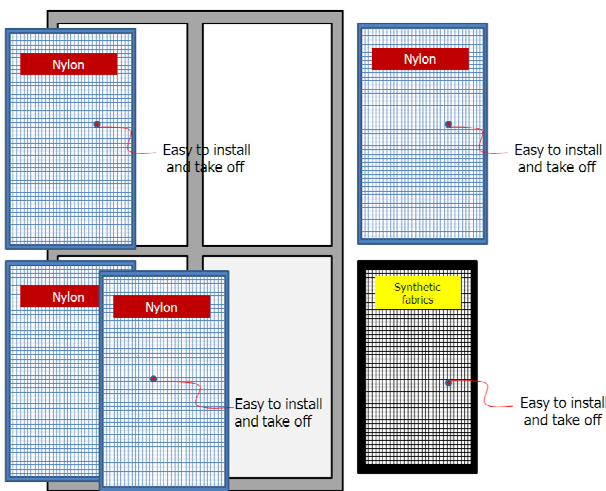 Nylon
Easy to install
and take off
Nylon
Easy to install
and take off
Nylon
Nylon
Easy to install
and take off
Synthetic
fabrics
Easy to install
and take off